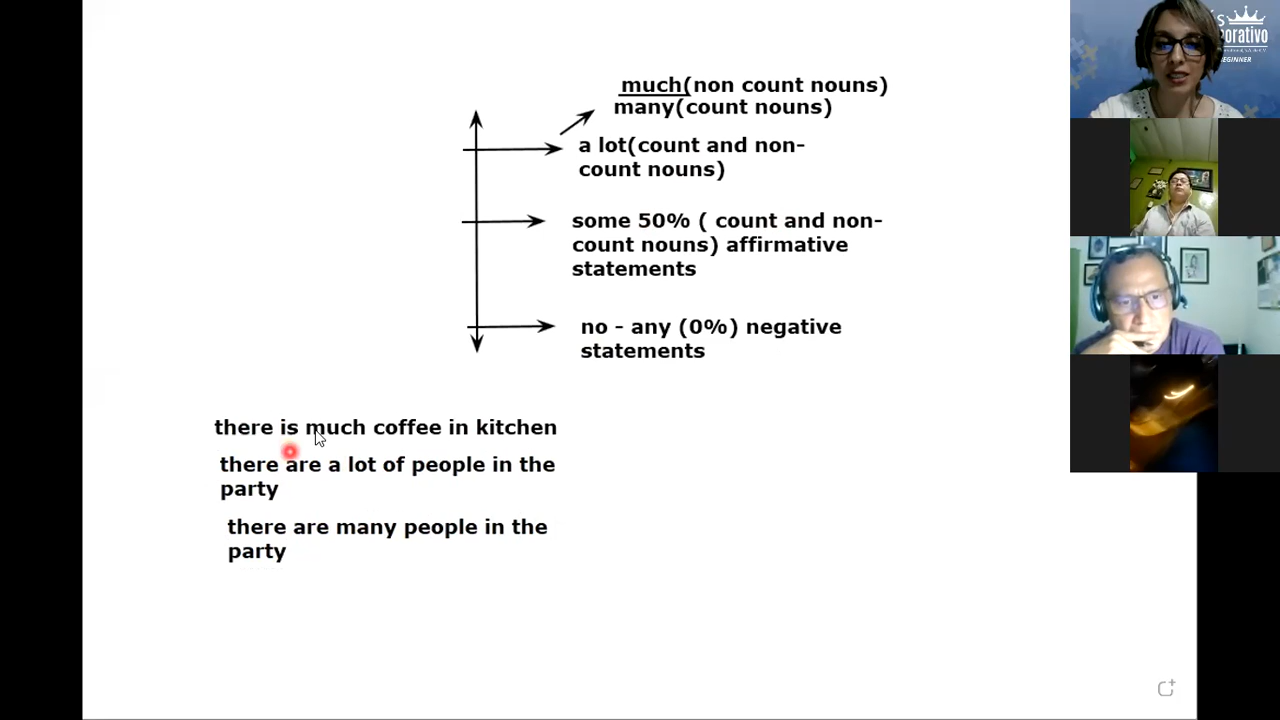 much(non count nouns)
many(count nouns)
a lot(count and non-
count nouns)
some 50% ( count and non-
count nouns) affirmative
statements
no - any (0%) negative
statements
there is much coffee in kitchen
there are a lot of people in the
party
there are many people in the
party